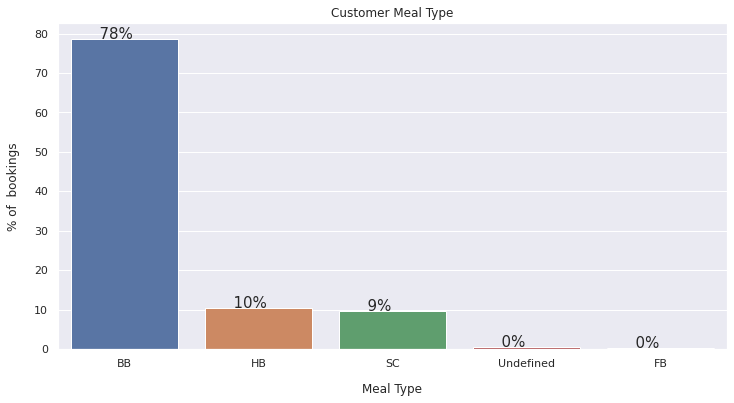 Customer Meal Type
80
70
60
50
40
30
20
10
0
% of  bookings
78%
10%
9%
0%
0%
BB
HB
SC
Undefined
FB
Meal Type